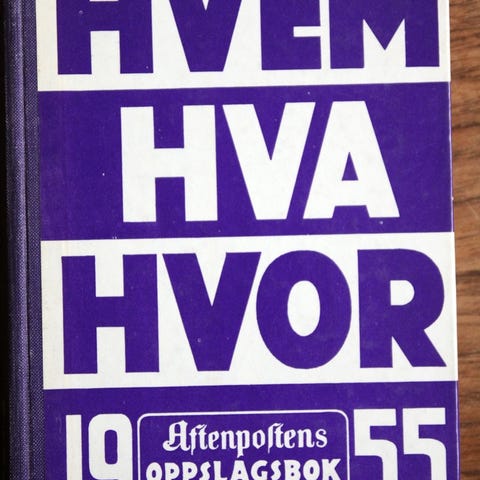 HVEM
HVA
HVOR
19 Aftenpostens 55
OPPSLAGSBOK